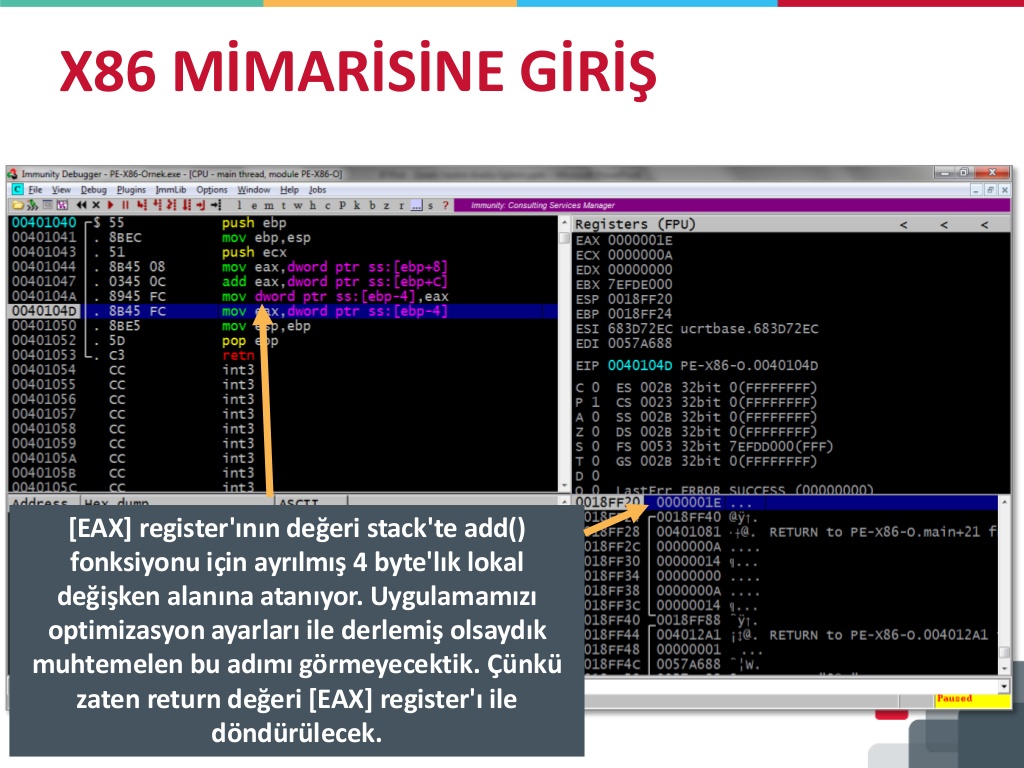 X86 MİMARİSİNE GİRİŞ
Immunity Debugger - PE-X86-Ornek.exe - [CPU - main thread, module PE-X86-O]
C File View Debug Plugins ImmLib Options Window Help Jobs
l e m t w h c P k b z r ... s ? Immunity: Consulting Services Manager
00401040 $ 55 push ebp
00401041 . 8BEC mov ebp,esp
00401043 . 51 push ecx
00401044 . 8B45 08 mov eax,dword ptr ss:[ebp+8]
00401047 . 0345 0C add eax,dword ptr ss:[ebp+C]
0040104A . 8945 FC mov dword ptr ss:[ebp-4],eax
0040104D . 8B45 FC mov eax,dword ptr ss:[ebp-4]
00401050 . 8BE5 mov esp,ebp
00401052 . 5D pop ebp
00401053 . C3 retn
00401054 CC int3
00401055 CC int3
00401056 CC int3
00401057 CC int3
00401058 CC int3
00401059 CC int3
0040105A CC int3
0040105B CC int3
0040105C CC int3
Registers (FPU) < < <
EAX 0000001E
ECX 0000000A
EDX 00000000
EBX 7EFDE000
ESP 0018FF20
EBP 0018FF24
ESI 683D72EC ucrtbase.683D72EC
EDI 0057A688
EIP 0040104D PE-X86-O.0040104D
C 0 ES 002B 32bit 0(FFFFFFFF)
P 1 CS 0023 32bit 0(FFFFFFFF)
A 0 SS 002B 32bit 0(FFFFFFFF)
Z 0 DS 002B 32bit 0(FFFFFFFF)
S 0 FS 0053 32bit 7EFDD000(FFF)
T 0 GS 002B 32bit 0(FFFFFFFF)
D 0
O 0 LastErr ERROR_SUCCESS (00000000)
Address Hex dump ASCII
0018FF20 0000001E ...
0018FF40 @ÿ↑.
018FF28 00401081 RETURN to PE-X86-O.main+21 f
018FF2C 0000000A ....
018FF30 00000014 ¶...
018FF34 00000000 ....
018FF38 0000000A ....
018FF3C 00000014 ¶...
018FF40 0018FF88 ˆÿ↑.
018FF44 004012A1 ¡↕@. RETURN to PE-X86-O.004012A1
018FF48 00000001 ...
018FF4C 0057A688 ˆ¦W.
[EAX] register'ının değeri stack'te add()
fonksiyonu için ayrılmış 4 byte'lık lokal
değişken alanına atanıyor. Uygulamamızı
optimizasyon ayarları ile derlemiş olsaydık
muhtemelen bu adımı görmeyecektik. Çünkü
zaten return değeri [EAX] register'ı ile
döndürülecek.
Paused